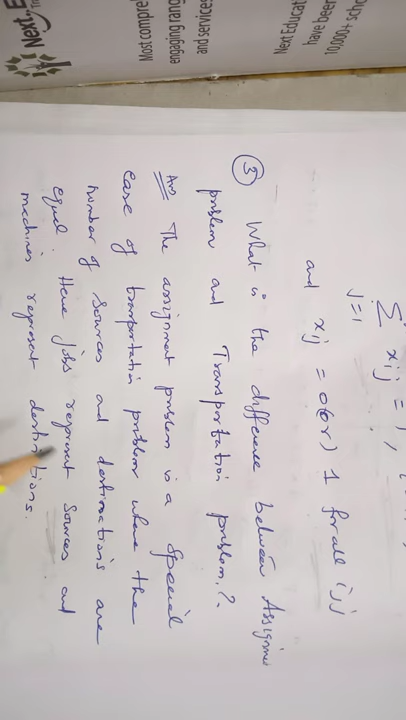 Σ xij = 1,
j=1
and xij = 0(or) 1 for all i,j
③ What is the difference between Assignme
problem and Transportation problem?
Ans The assignment problem is a special
case of transportation problem where the
number of sources and destinations are
equal. Here jobs represent sources and
machines represent destinations.
Next Educat
have been
10,000+ scho
Most compreh
engaging rang
and services
Next E